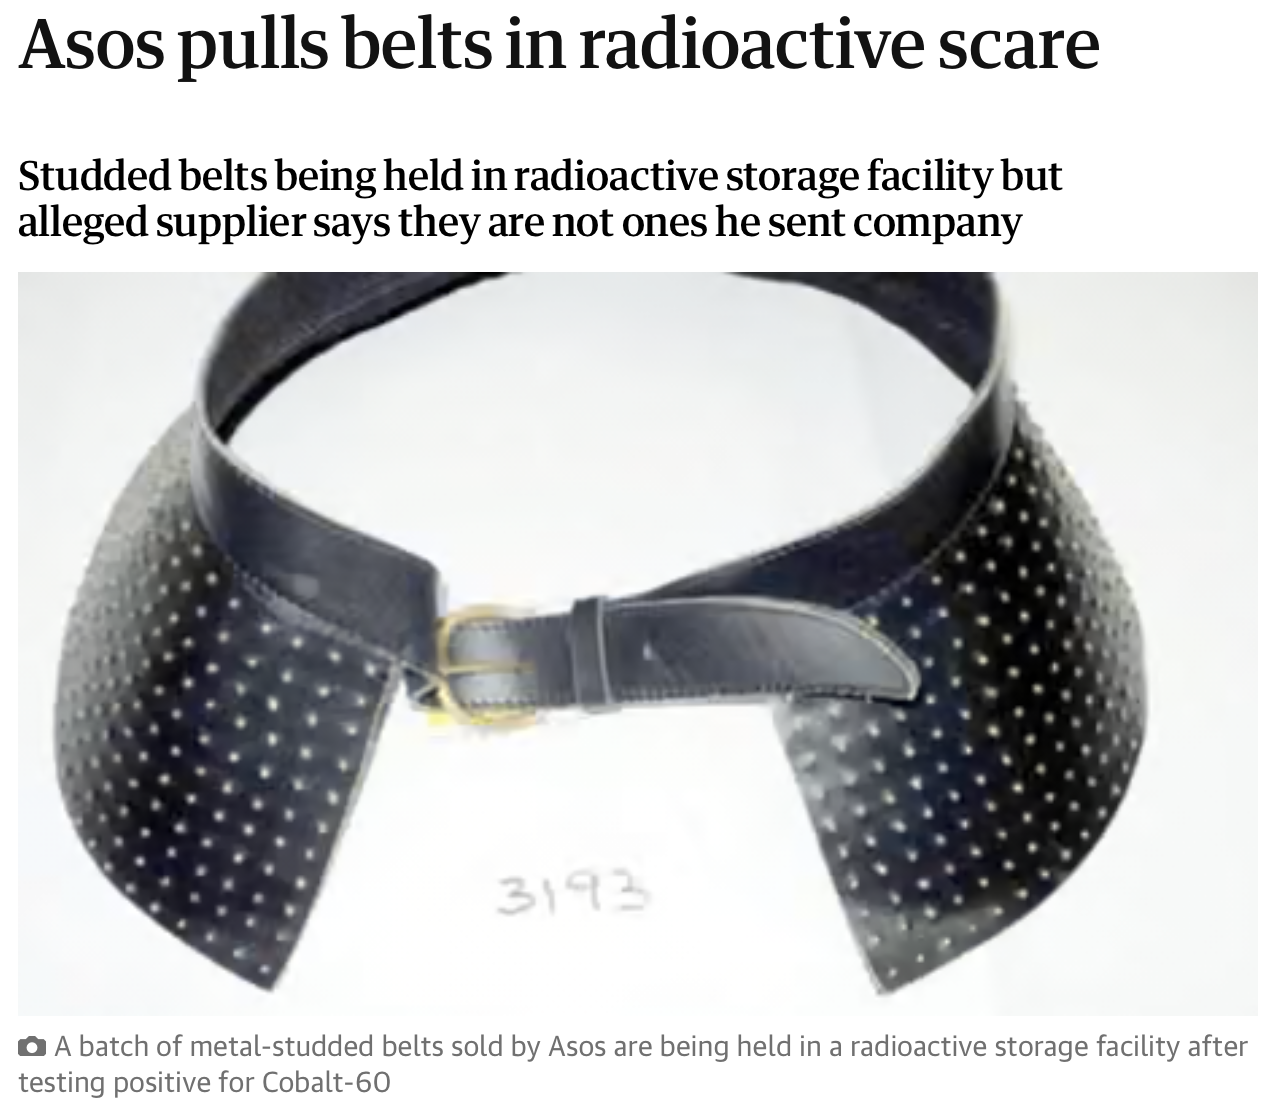 Asos pulls belts in radioactive scare
Studded belts being held in radioactive storage facility but
alleged supplier says they are not ones he sent company
3193
A batch of metal-studded belts sold by Asos are being held in a radioactive storage facility after
testing positive for Cobalt-60